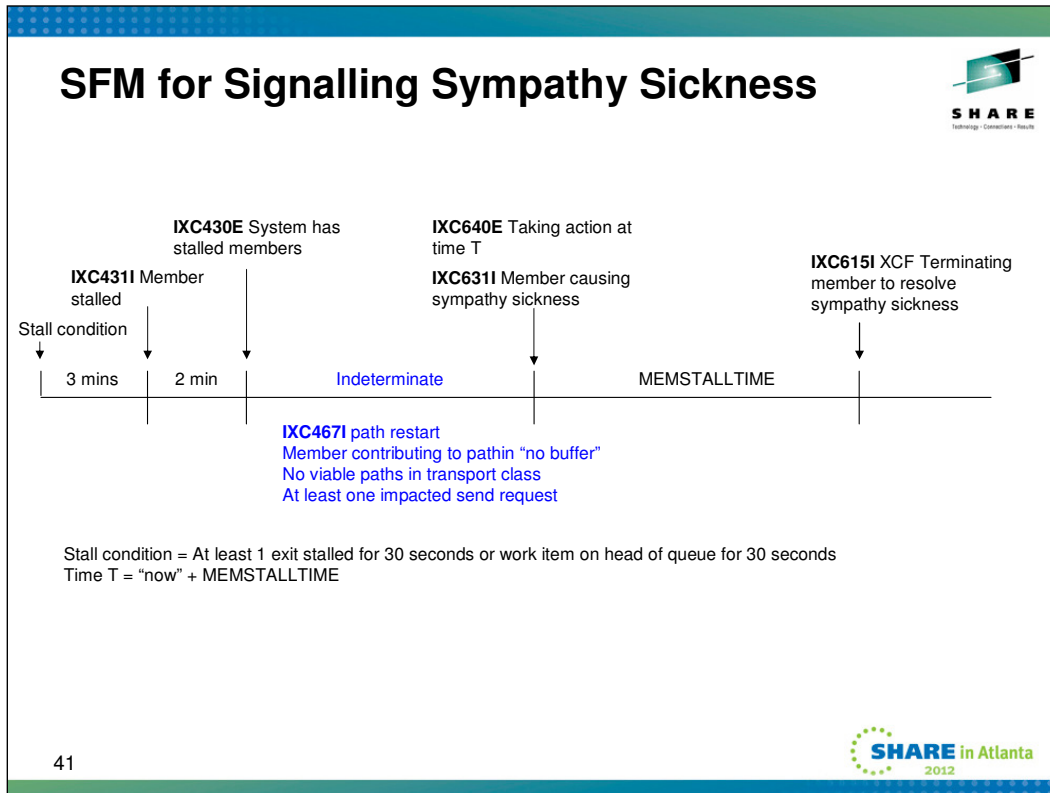 SFM for Signalling Sympathy Sickness
SHARE
Technology · Connections · Results
IXC430E System has
stalled members
IXC640E Taking action at
time T
IXC631I Member causing
sympathy sickness
IXC615I XCF Terminating
member to resolve
sympathy sickness
IXC431I Member
stalled
Stall condition
3 mins
2 min
Indeterminate
MEMSTALLTIME
IXC467I path restart
Member contributing to pathin “no buffer”
No viable paths in transport class
At least one impacted send request
Stall condition = At least 1 exit stalled for 30 seconds or work item on head of queue for 30 seconds
Time T = “now” + MEMSTALLTIME
41
SHARE in Atlanta
2012